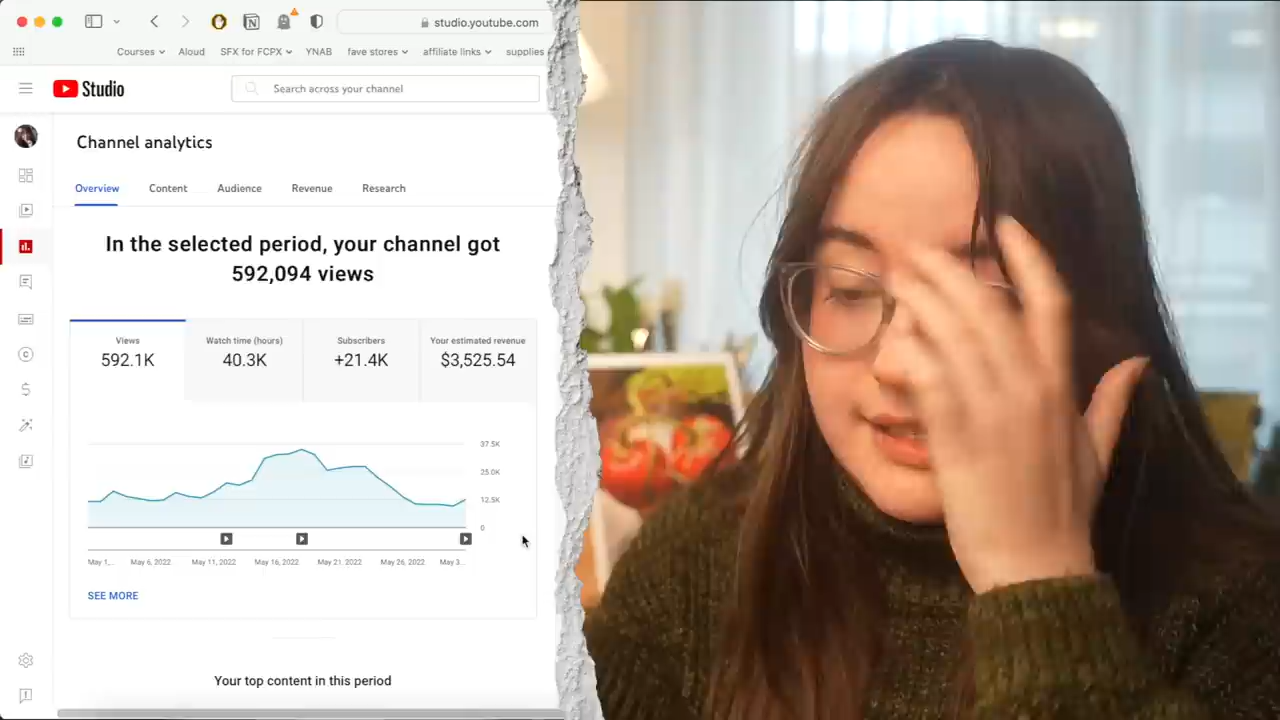 studio.youtube.com
Courses
Aloud
SFX for FCPX
YNAB
fave stores
affiliate links
supplies
Studio
Search across your channel
Channel analytics
Overview
Content
Audience
Revenue
Research
In the selected period, your channel got
592,094 views
Views
592.1K
Watch time (hours)
40.3K
Subscribers
+21.4K
Your estimated revenue
$3,525.54
37.5K
25.0K
12.5K
0
May 1,...
May 6, 2022
May 11, 2022
May 16, 2022
May 21, 2022
May 26, 2022
May 3...
SEE MORE
Your top content in this period